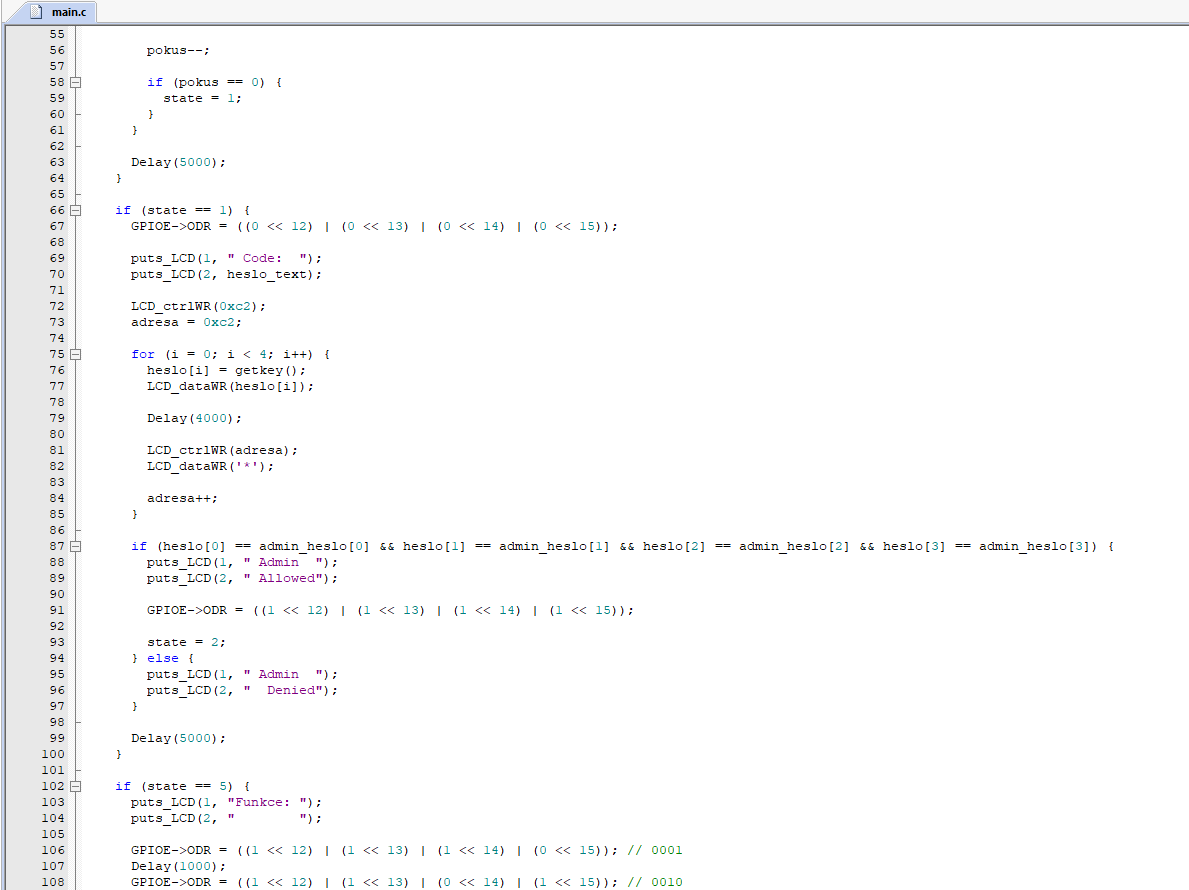 main.c
55
56 pokus--;
57
58 if (pokus == 0) {
59 state = 1;
60 }
61 }
62
63 Delay(5000);
64 }
65
66 if (state == 1) {
67 GPIOE->ODR = ((0 << 12) | (0 << 13) | (0 << 14) | (0 << 15));
68
69 puts_LCD(1, " Code:  ");
70 puts_LCD(2, heslo_text);
71
72 LCD_ctrlWR(0xc2);
73 adresa = 0xc2;
74
75 for (i = 0; i < 4; i++) {
76 heslo[i] = getkey();
77 LCD_dataWR(heslo[i]);
78
79 Delay(4000);
80
81 LCD_ctrlWR(adresa);
82 LCD_dataWR('*');
83
84 adresa++;
85 }
86
87 if (heslo[0] == admin_heslo[0] && heslo[1] == admin_heslo[1] && heslo[2] == admin_heslo[2] && heslo[3] == admin_heslo[3]) {
88 puts_LCD(1, " Admin  ");
89 puts_LCD(2, " Allowed");
90
91 GPIOE->ODR = ((1 << 12) | (1 << 13) | (1 << 14) | (1 << 15));
92
93 state = 2;
94 } else {
95 puts_LCD(1, " Admin  ");
96 puts_LCD(2, "  Denied");
97 }
98
99 Delay(5000);
100 }
101
102 if (state == 5) {
103 puts_LCD(1, "Funkce: ");
104 puts_LCD(2, "        ");
105
106 GPIOE->ODR = ((1 << 12) | (1 << 13) | (1 << 14) | (0 << 15)); // 0001
107 Delay(1000);
108 GPIOE->ODR = ((1 << 12) | (1 << 13) | (0 << 14) | (1 << 15)); // 0010